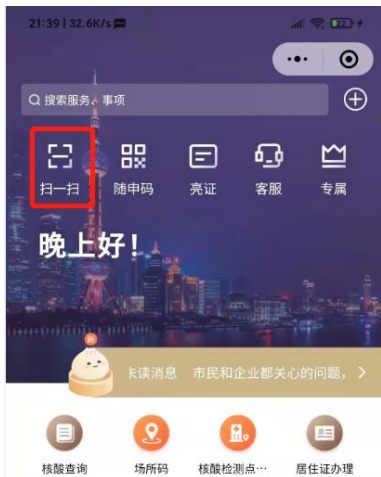 21:39 | 32.6K/s
22
搜索服务、事项
扫一扫 随申码 亮证 客服 专属
晚上好！
未读消息 市民和企业都关心的问题，
核酸查询 场所码 核酸检测点… 居住证办理